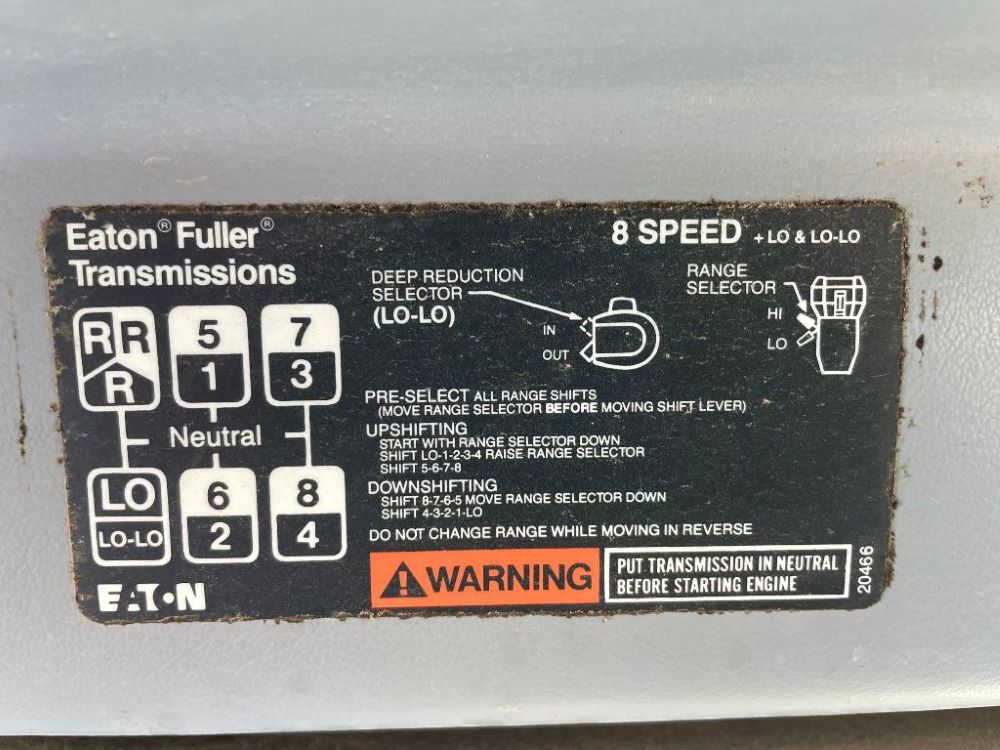 Eaton® Fuller®
Transmissions
8 SPEED + LO & LO-LO
R R
R
5
1
7
3
Neutral
LO
LO-LO
6
2
8
4
DEEP REDUCTION
SELECTOR
(LO-LO)
IN
OUT
RANGE
SELECTOR
HI
LO
PRE-SELECT ALL RANGE SHIFTS
(MOVE RANGE SELECTOR BEFORE MOVING SHIFT LEVER)
UPSHIFTING
START WITH RANGE SELECTOR DOWN
SHIFT LO-1-2-3-4 RAISE RANGE SELECTOR
SHIFT 5-6-7-8
DOWNSHIFTING
SHIFT 8-7-6-5 MOVE RANGE SELECTOR DOWN
SHIFT 4-3-2-1-LO
DO NOT CHANGE RANGE WHILE MOVING IN REVERSE
EAT•N
WARNING
PUT TRANSMISSION IN NEUTRAL
BEFORE STARTING ENGINE
20466